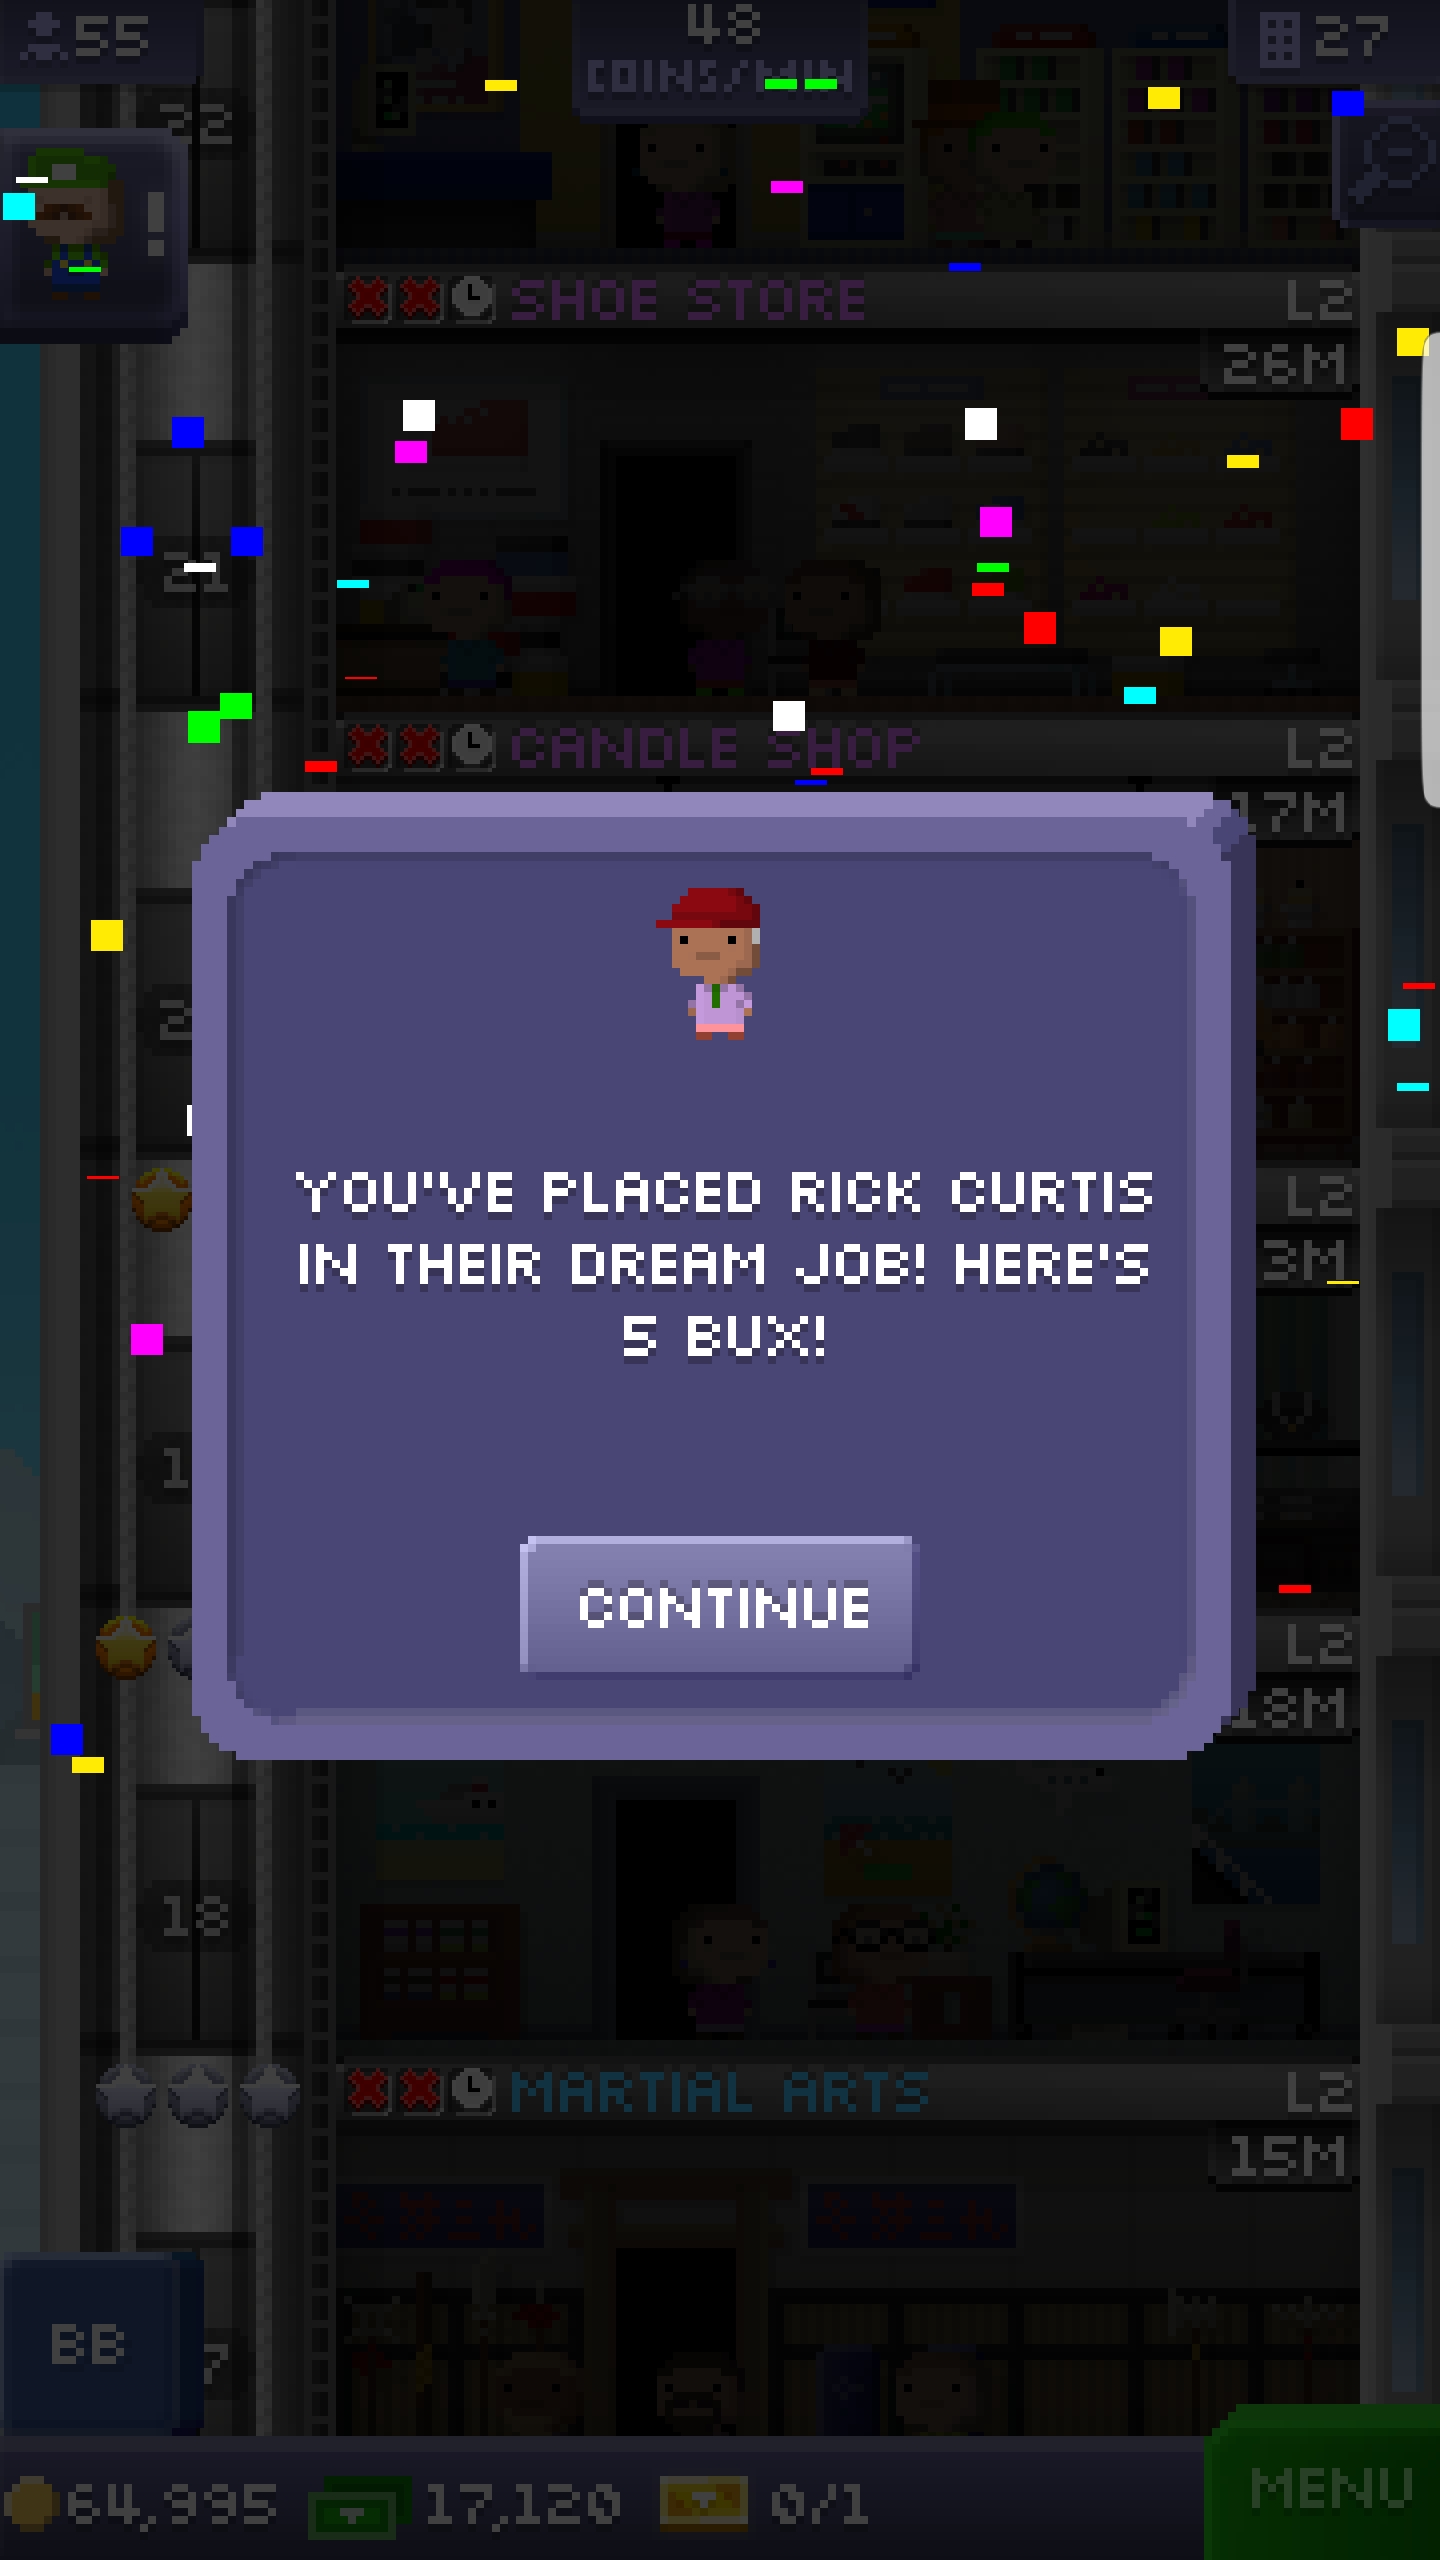 55
48
COINS/MIN
27
22
!
SHOE STORE
L2
26M
21
CANDLE SHOP
L2
17M
YOU'VE PLACED RICK CURTIS
IN THEIR DREAM JOB! HERE'S
5 BUX!
CONTINUE
L2
3M
L2
18M
18
MARTIAL ARTS
L2
15M
BB
64,995
17,120
0/1
MENU